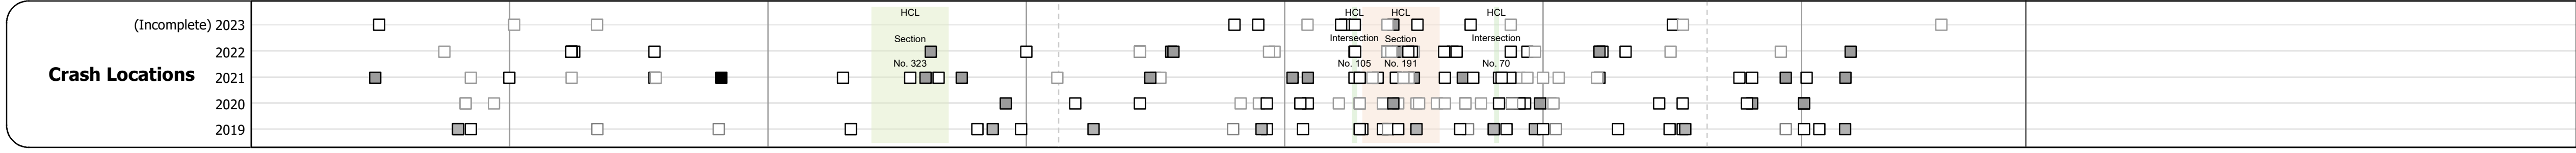 Crash Locations
(Incomplete) 2023
2022
2021
2020
2019
HCL
Section
No. 323
HCL
Intersection
No. 105
HCL
Section
No. 191
HCL
Intersection
No. 70